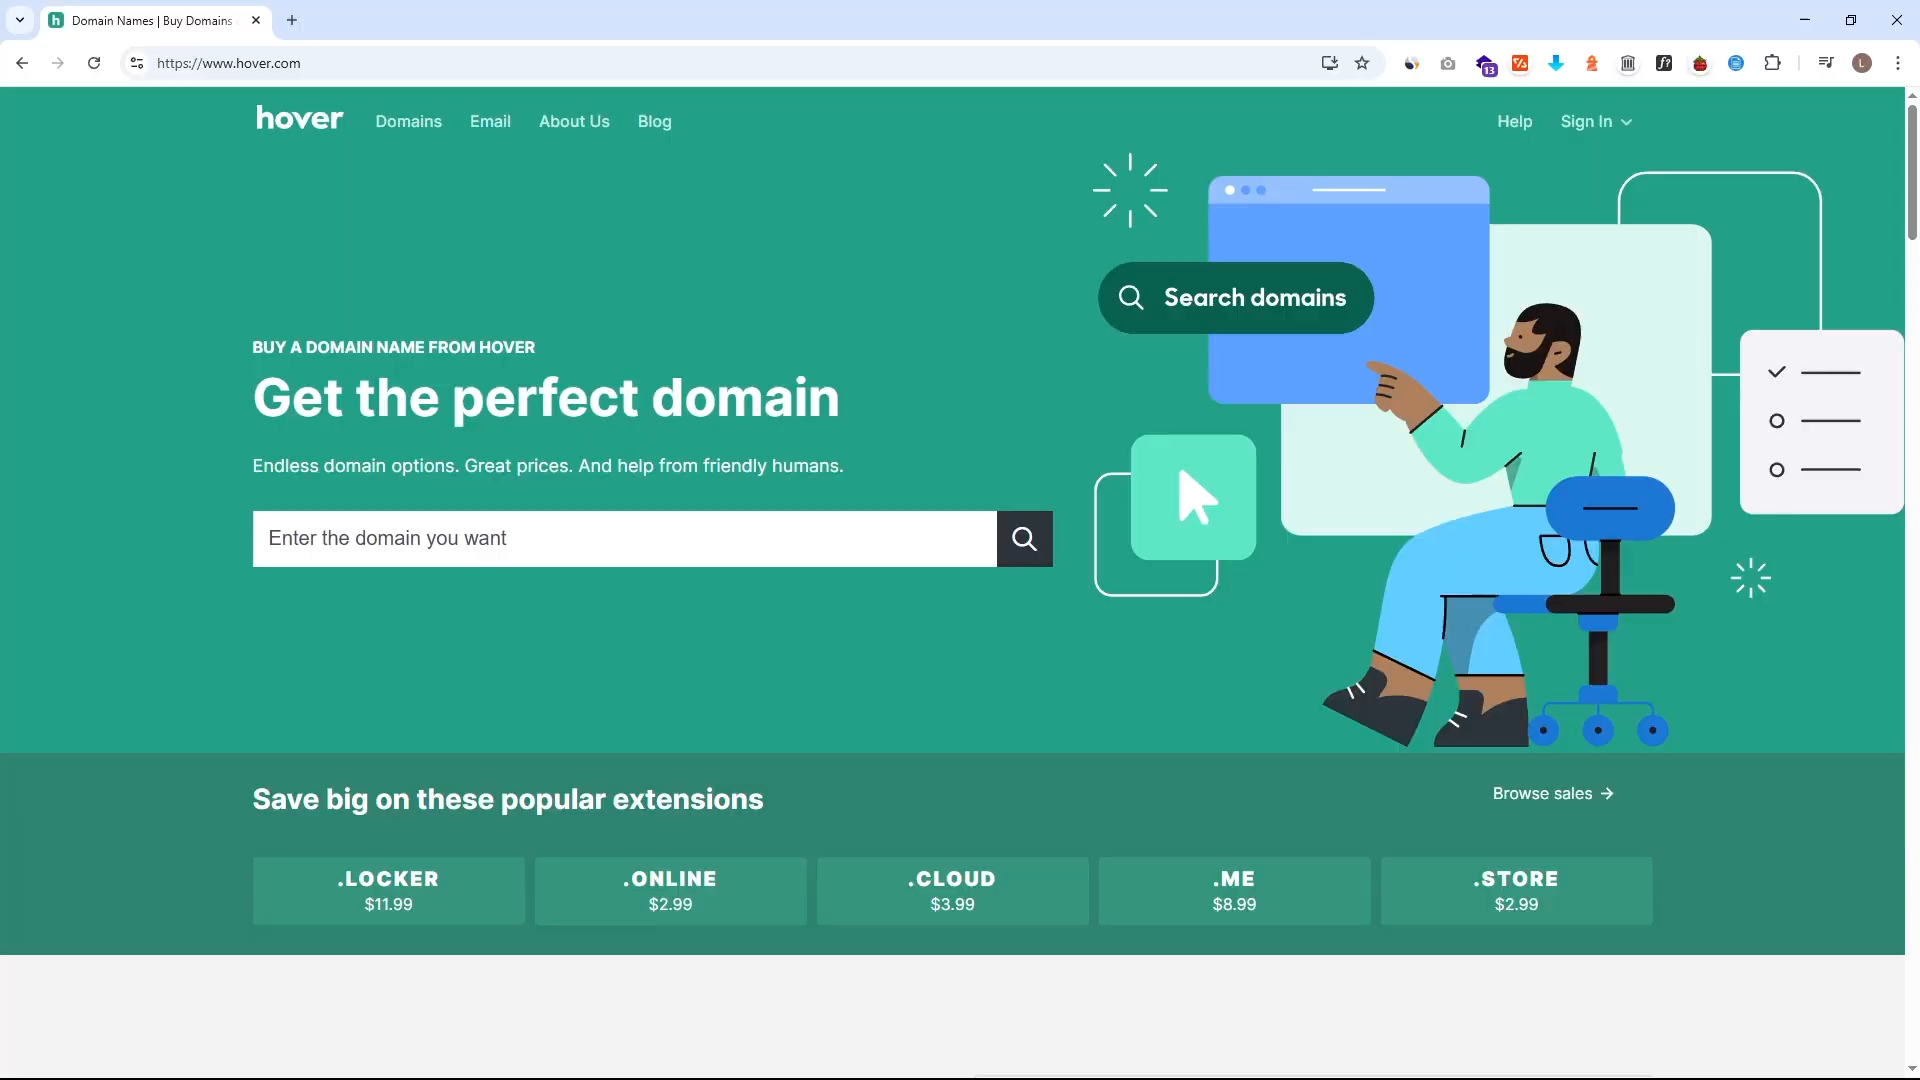 Domain Names | Buy Domains
https://www.hover.com
13
L
hover
Domains
Email
About Us
Blog
Help
Sign In
Search domains
BUY A DOMAIN NAME FROM HOVER
Get the perfect domain
Endless domain options. Great prices. And help from friendly humans.
Enter the domain you want
Save big on these popular extensions
Browse sales →
.LOCKER
$11.99
.ONLINE
$2.99
.CLOUD
$3.99
.ME
$8.99
.STORE
$2.99